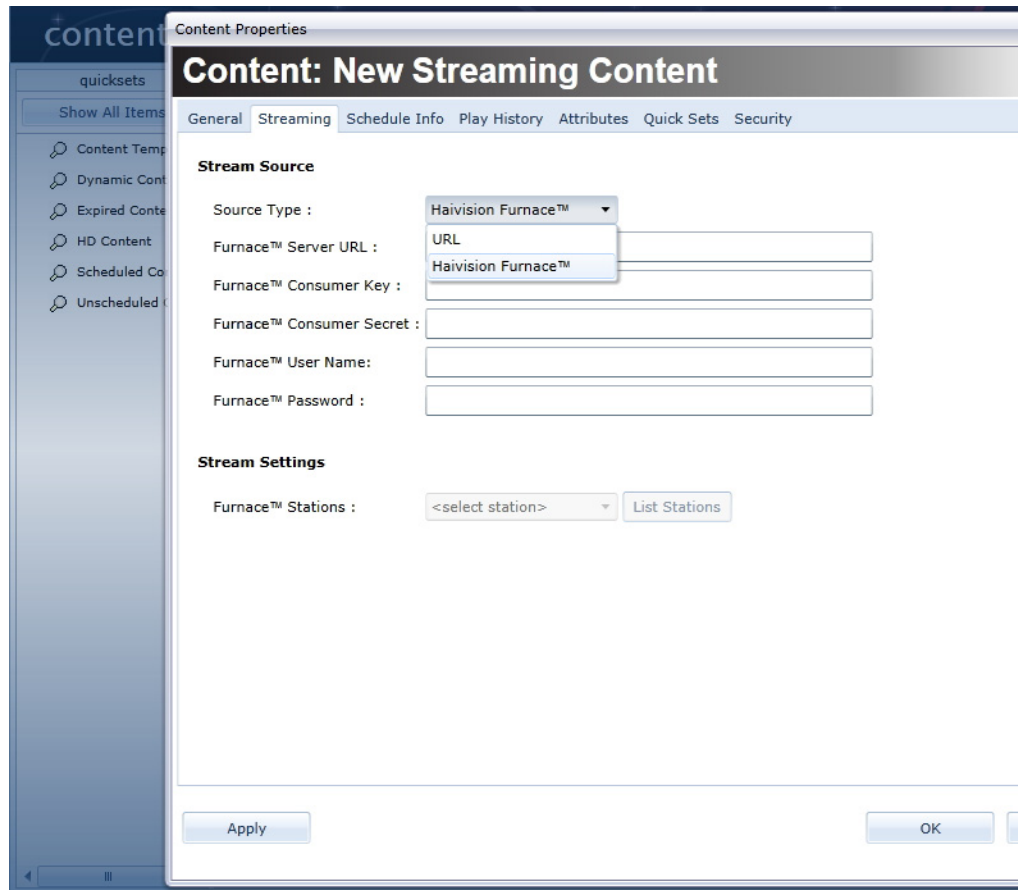 content
quicksets
Show All Items
Content Temp
Dynamic Cont
Expired Conte
HD Content
Scheduled Co
Unscheduled
Content Properties
Content: New Streaming Content
General Streaming Schedule Info Play History Attributes Quick Sets Security
Stream Source
Source Type : Haivision Furnace™
URL
Haivision Furnace™
Furnace™ Server URL :
Furnace™ Consumer Key :
Furnace™ Consumer Secret :
Furnace™ User Name:
Furnace™ Password :
Stream Settings
Furnace™ Stations : <select station> List Stations
Apply OK